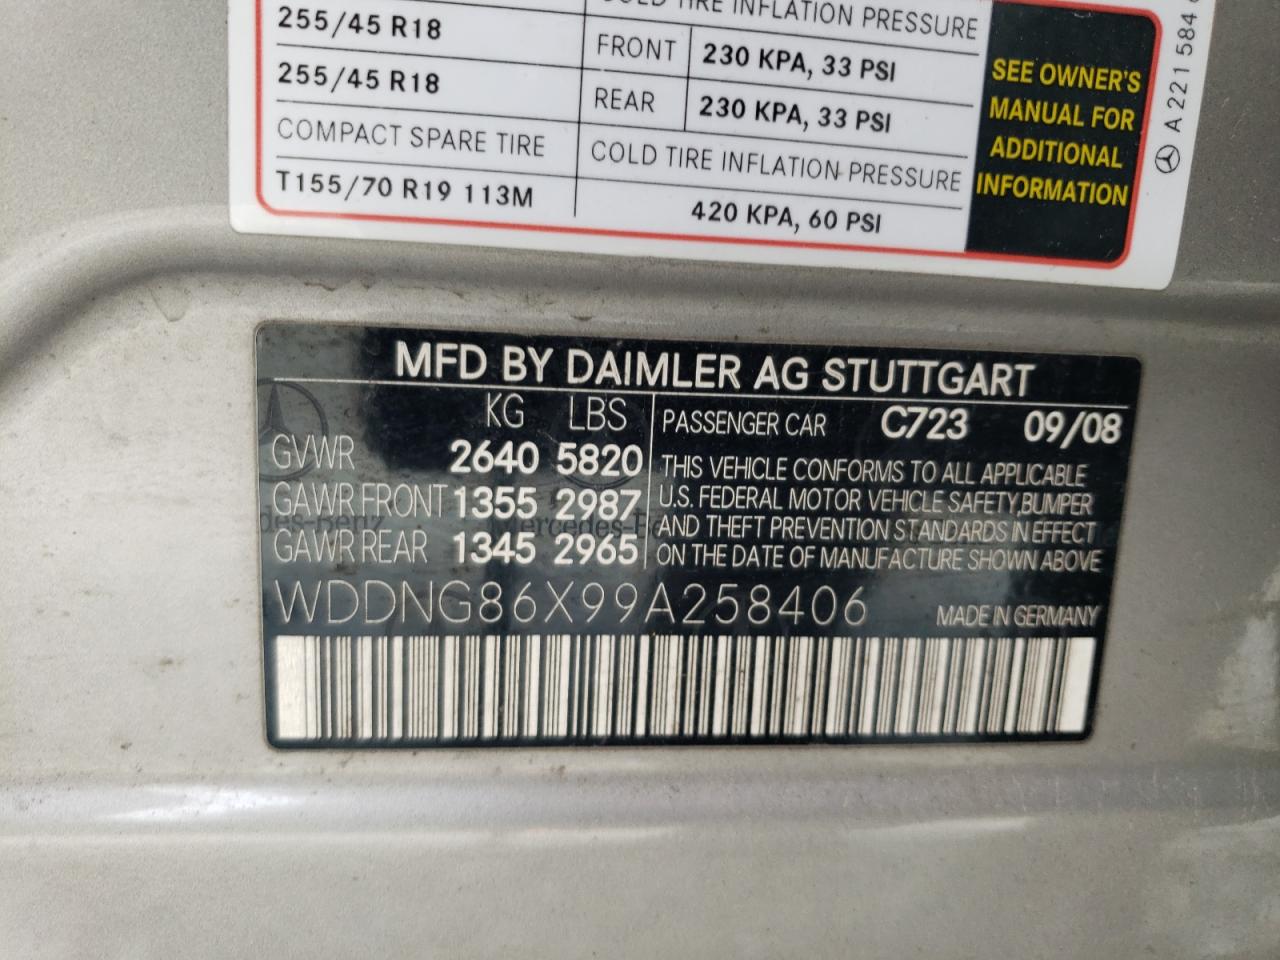 COLD TIRE INFLATION PRESSURE
255/45 R18 FRONT 230 KPA, 33 PSI
255/45 R18 REAR 230 KPA, 33 PSI
COMPACT SPARE TIRE COLD TIRE INFLATION PRESSURE
T155/70 R19 113M 420 KPA, 60 PSI
SEE OWNER'S
MANUAL FOR
ADDITIONAL
INFORMATION
A 221 584
MFD BY DAIMLER AG STUTTGART
KG LBS
GVWR 2640 5820
GAWR FRONT 1355 2987
GAWR REAR 1345 2965
PASSENGER CAR C723 09/08
THIS VEHICLE CONFORMS TO ALL APPLICABLE
U.S. FEDERAL MOTOR VEHICLE SAFETY,BUMPER
AND THEFT PREVENTION STANDARDS IN EFFECT
ON THE DATE OF MANUFACTURE SHOWN ABOVE
WDDNG86X99A258406 MADE IN GERMANY